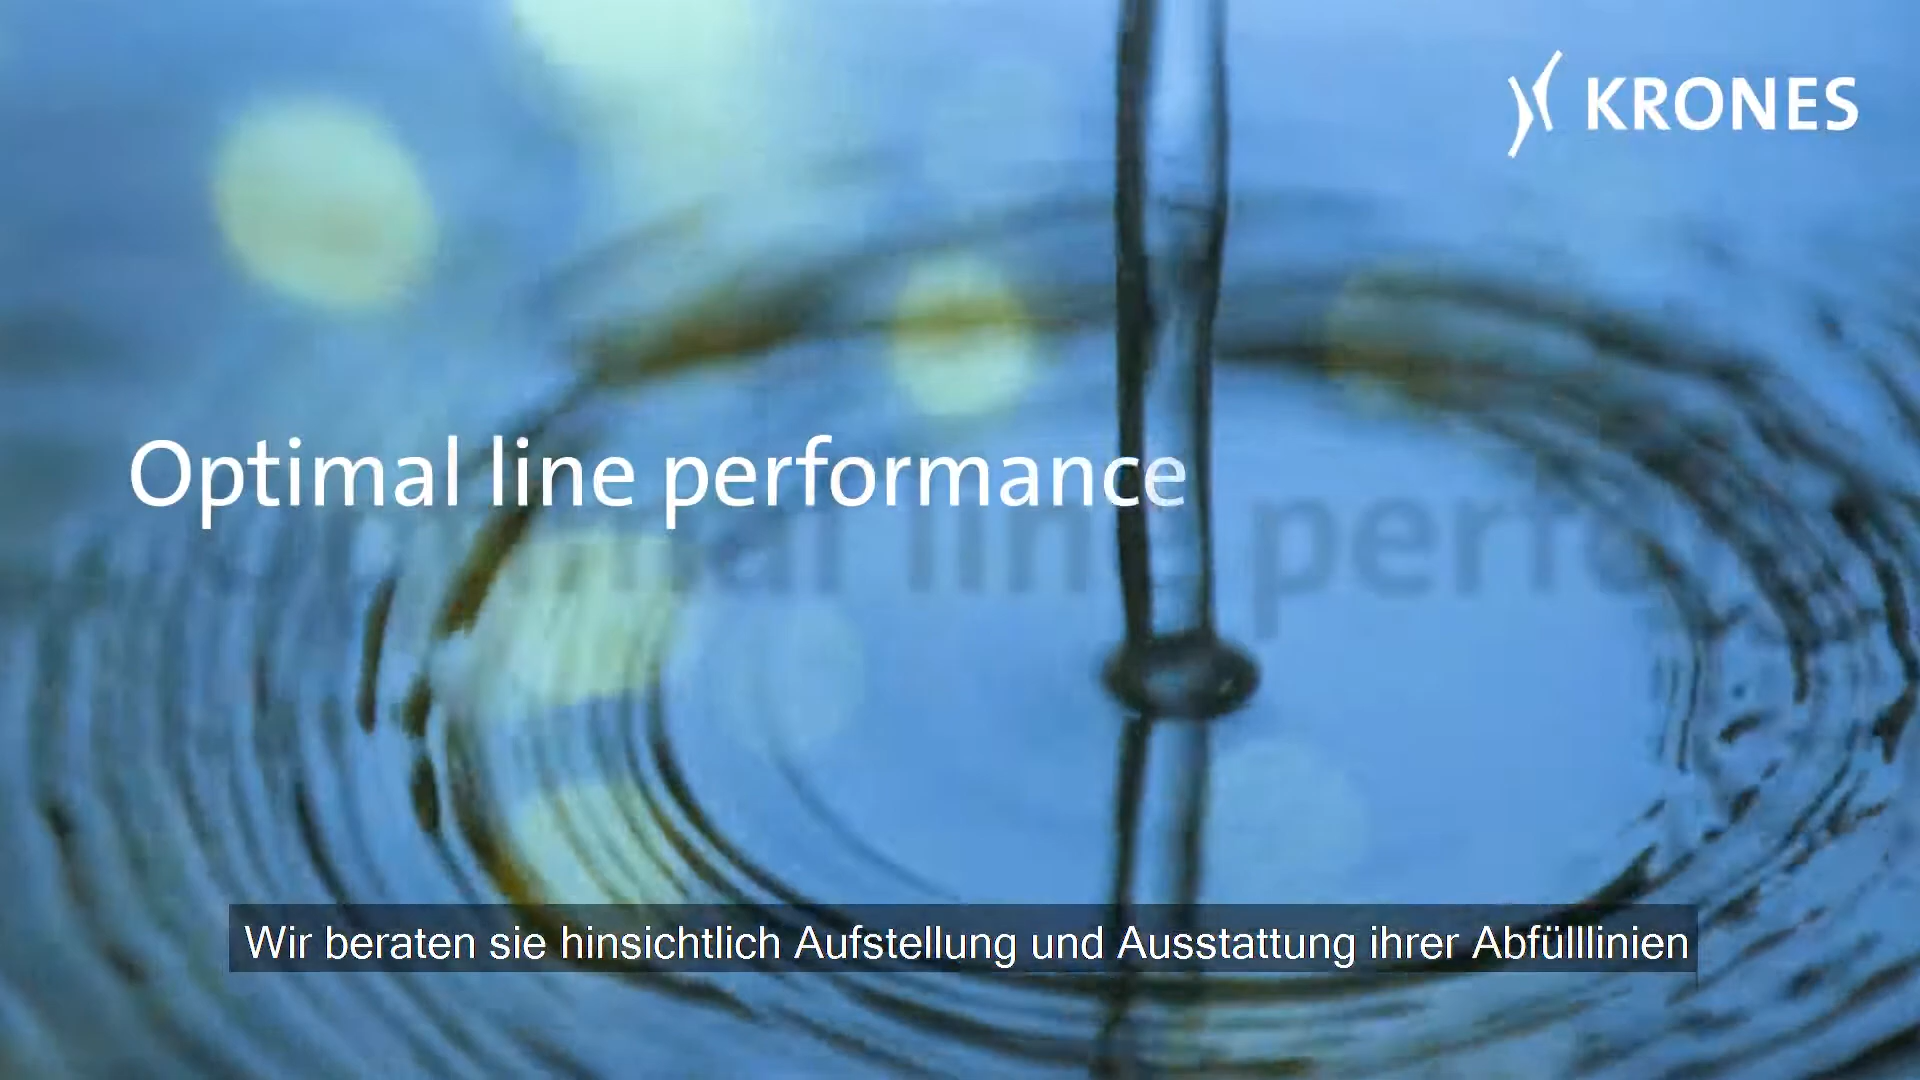 KRONES
Optimal line performance
Wir beraten sie hinsichtlich Aufstellung und Ausstattung ihrer Abfülllinien